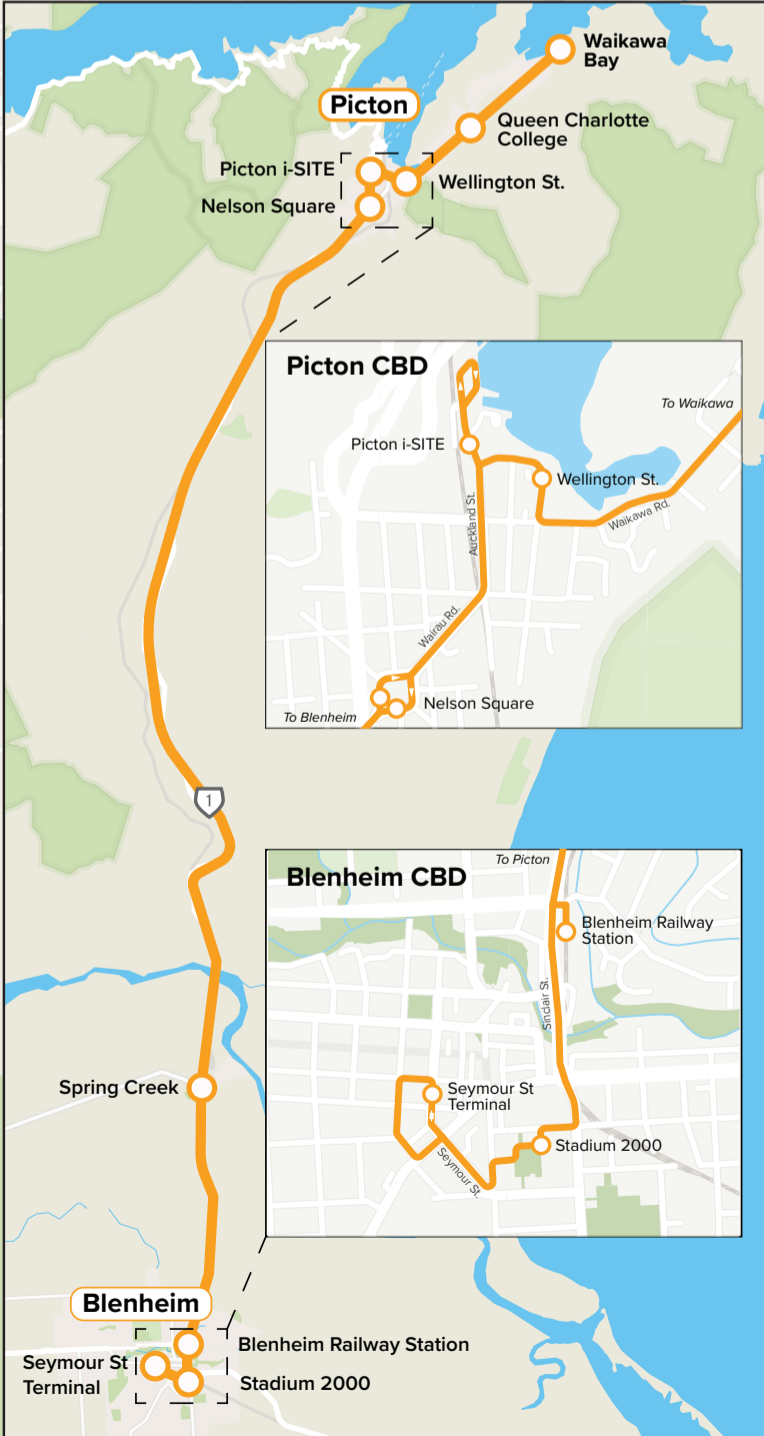 Waikawa
Bay
Picton
Queen Charlotte
College
Picton i-SITE
Wellington St.
Nelson Square
Picton CBD
To Waikawa
Picton i-SITE
Wellington St.
Auckland St.
Waikawa Rd.
Wairau Rd.
Nelson Square
To Blenheim
1
Blenheim CBD
To Picton
Blenheim Railway
Station
Sinclair St.
Seymour St
Terminal
Stadium 2000
Seymour St.
Spring Creek
Blenheim
Blenheim Railway Station
Seymour St
Terminal
Stadium 2000